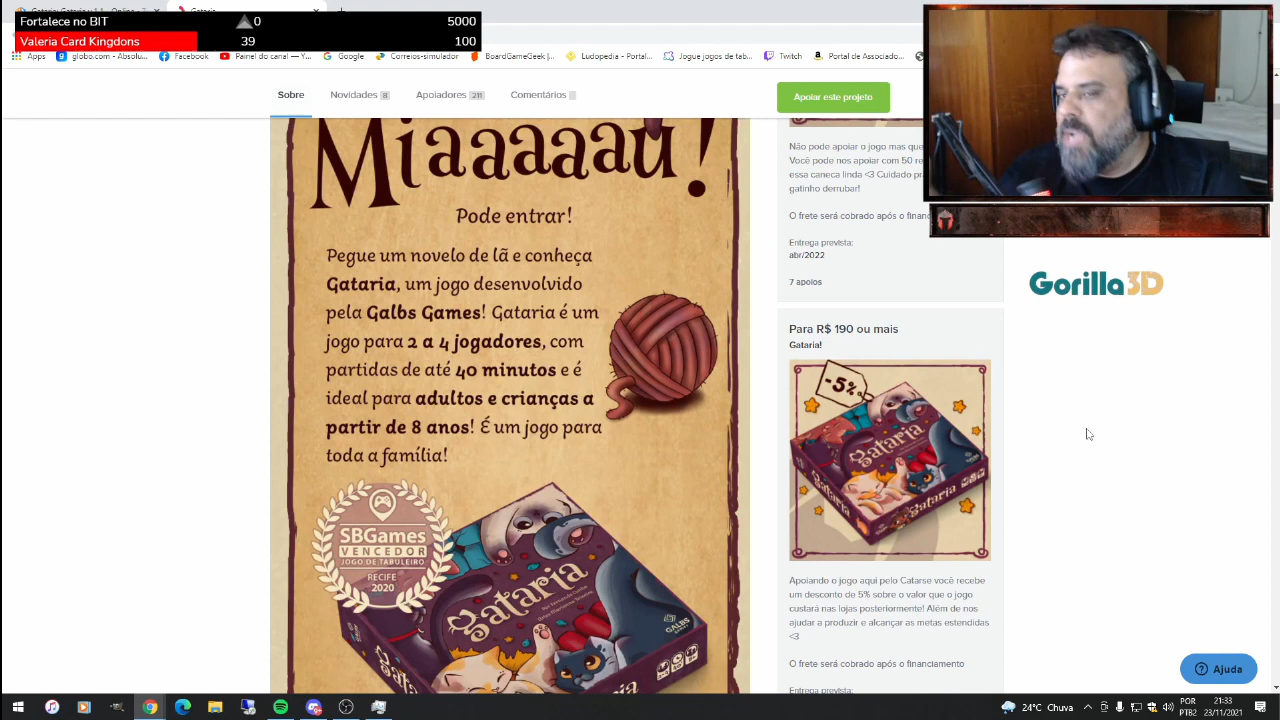 Gataria
Fortalece no BIT 0 5000
Valeria Card Kingdons 39 100
Apps globo.com - Absolu... Facebook Painel do canal — Y... Google Correios-simulador BoardGameGeek |... Ludopedia - Portal... Jogue jogos de tab... Twitch Portal de Associado...
Sobre Novidades 8 Apoiadores 211 Comentários
Apoiar este projeto
Miaaaaau!
Pode entrar!
Pegue um novelo de lã e conheça
Gataria, um jogo desenvolvido
pela Galbs Games! Gataria é um
jogo para 2 a 4 jogadores, com
partidas de até 40 minutos e é
ideal para adultos e crianças a
partir de 8 anos! É um jogo para
toda a família!
SBGames
VENCEDOR
JOGO DE TABULEIRO
RECIFE
2020
gataria
GALBS
Não pode apoiar o jogo mas que
Você pode nos apoiar com 50 re
essa caneca linda <3 Cuidado pr
gatinho derrubar!
O frete será cobrado após o financi
Entrega prevista:
abr/2022
7 apoios
Para R$ 190 ou mais
Gataria!
-5%
gataria
gataria
gataria
Apoiando o jogo aqui pelo Catarse você recebe
um desconto de 5% sobre o valor que o jogo
custará nas lojas posteriormente! Além de nos
ajudar a produzir e alcançar as metas estendidas
<3
O frete será cobrado após o financiamento
Entrega prevista:
Gorilla3D
Ajuda
24°C Chuva
POR
PTB2
21:33
23/11/2021